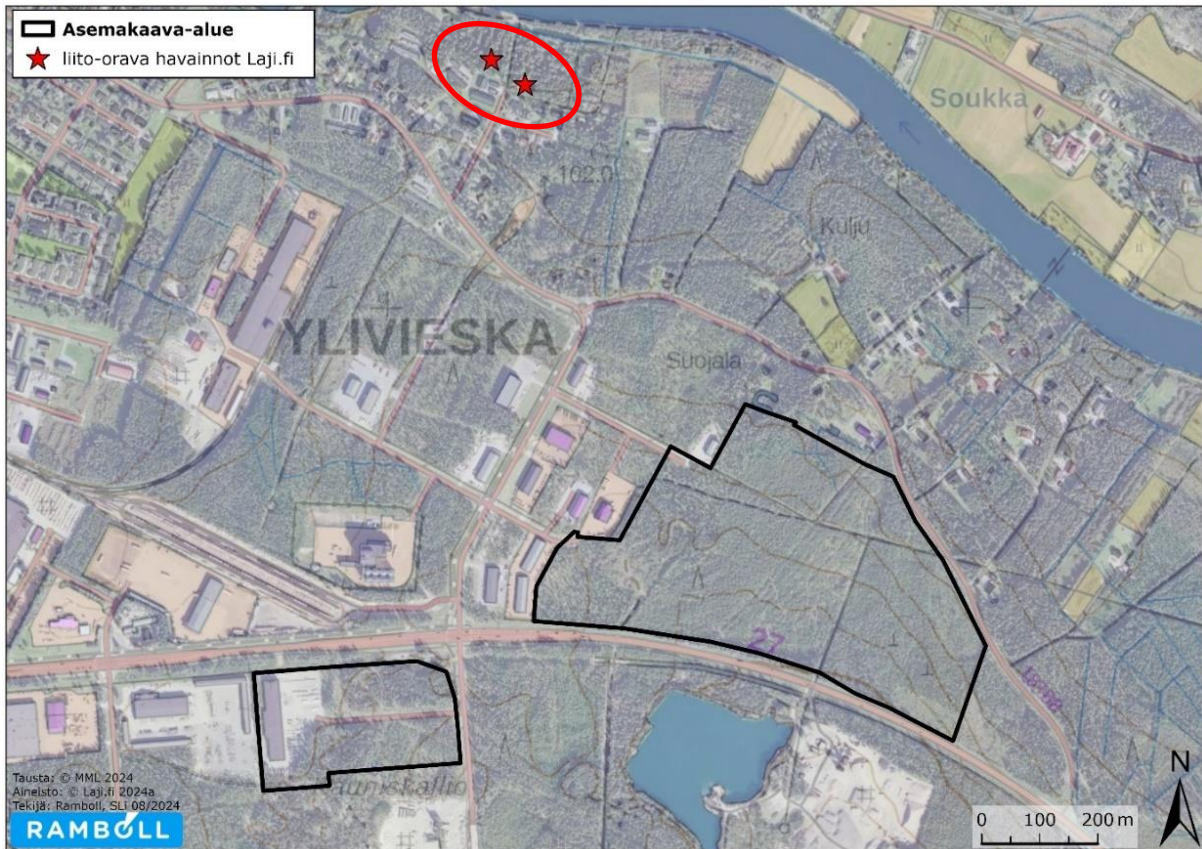 Asemakaava-alue
liito-orava havainnot Laji.fi
Soukka
102.0
Kulju
YLIVIESKA
Suojala
27
Tausta: © MML 2024
Aineisto: © Laji.fi 2024a
Tekijä: Ramboll, SLi 08/2024
RAMBOLL
N
0 100 200 m